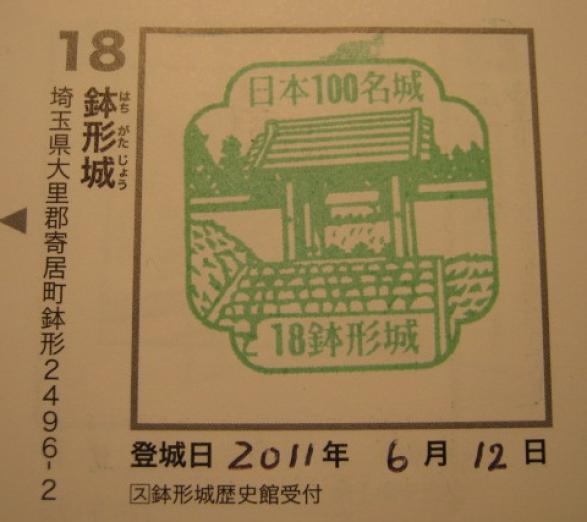 18
鉢形城
はち がた じょう
埼玉県大里郡寄居町鉢形2496-2
日本100名城
18鉢形城
登城日 2011年 6月 12日
ス鉢形城歴史館受付